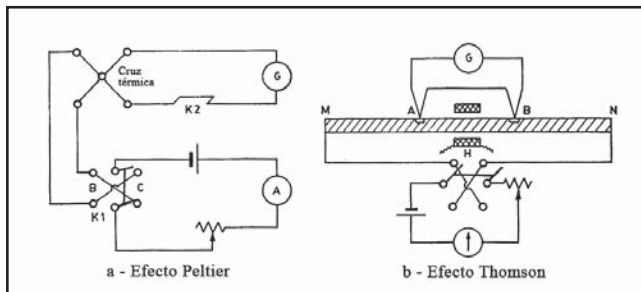 Cruz
térmica
G
K2
B
C
K1
A
a - Efecto Peltier
G
M
A
B
N
H
b - Efecto Thomson